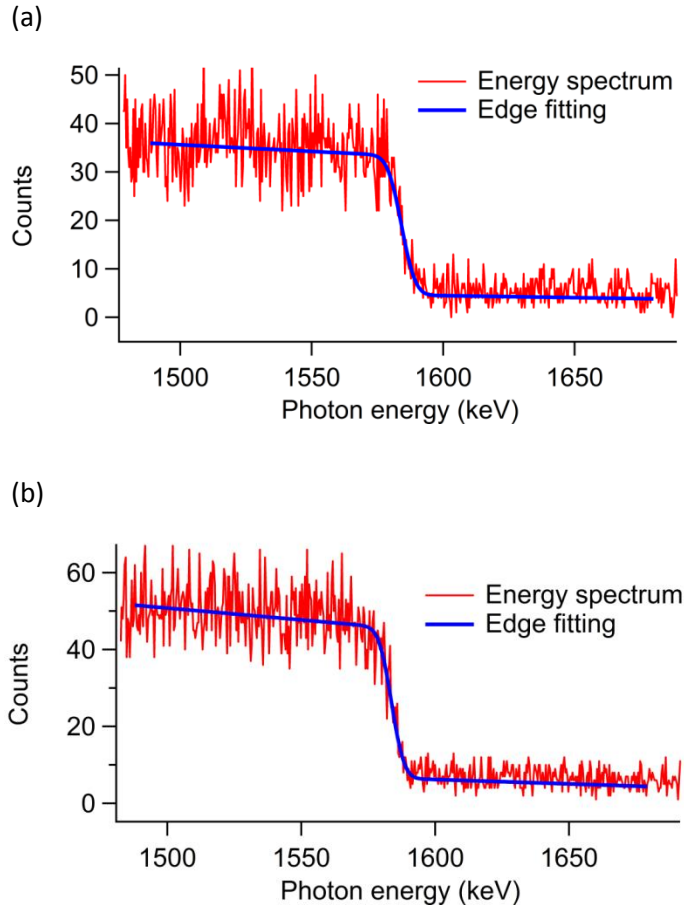 (a)
50
40
30
20
10
0
Counts
Energy spectrum
Edge fitting
1500 1550 1600 1650
Photon energy (keV)
(b)
60
40
20
0
Counts
Energy spectrum
Edge fitting
1500 1550 1600 1650
Photon energy (keV)